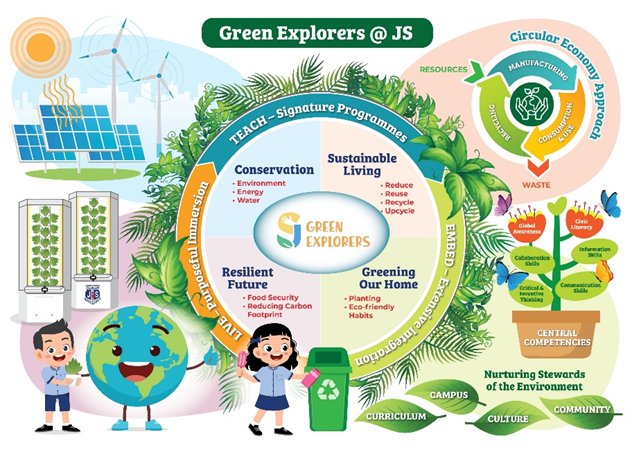 Green Explorers @ JS
Circular Economy Approach
RESOURCES
MANUFACTURING
CONSUMPTION
& USE
RECYCLING
WASTE
TEACH – Signature Programmes
LIVE – Purposeful Immersion
EMBED – Extensive Integration
Conservation
• Environment
• Energy
• Water
Sustainable
Living
• Reduce
• Reuse
• Recycle
• Upcycle
GREEN
EXPLORERS
Resilient
Future
• Food Security
• Reducing Carbon
Footprint
Greening
Our Home
• Planting
• Eco-friendly
Habits
Global
Awareness
Civic
Literacy
Collaboration
Skills
Information
Skills
Critical &
Inventive
Thinking
Communication
Skills
CENTRAL
COMPETENCIES
Nurturing Stewards
of the Environment
CURRICULUM
CAMPUS
CULTURE
COMMUNITY